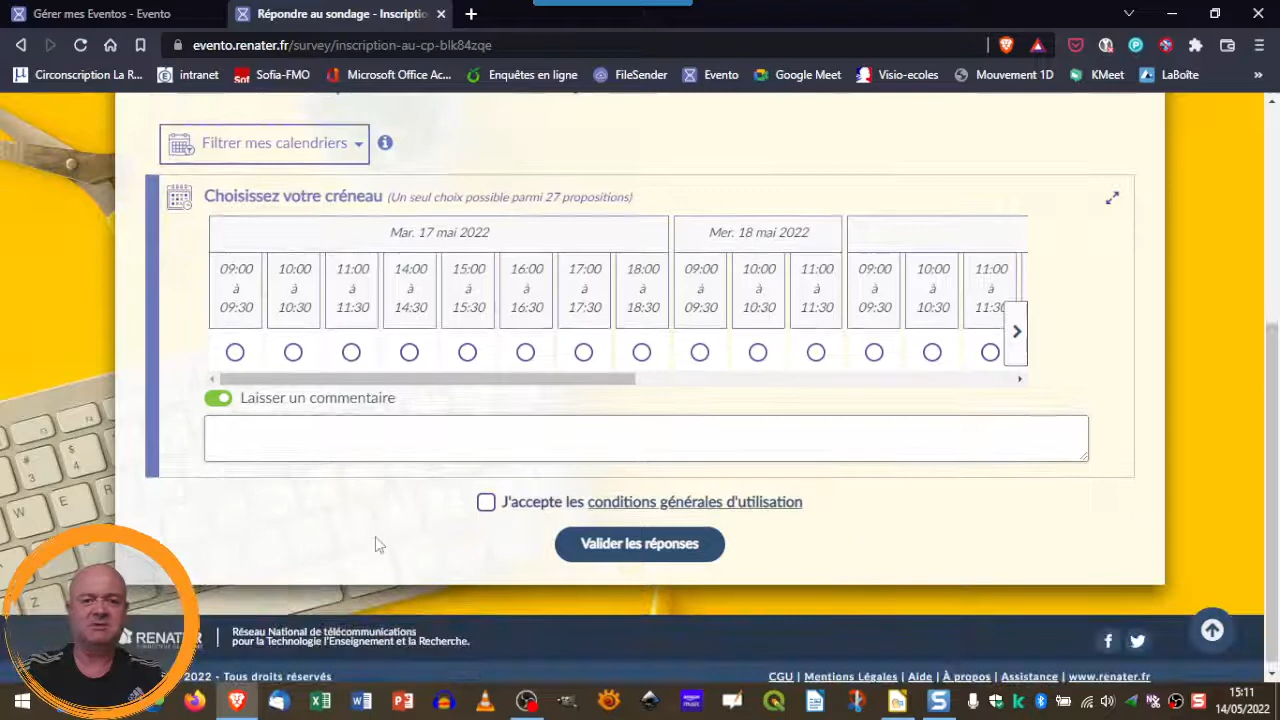 Gérer mes Eventos - Evento
Répondre au sondage - Inscriptio
evento.renater.fr/survey/inscription-au-cp-blk84zqe
Circonscription La R...
intranet
Sofia-FMO
Microsoft Office Ac...
Enquêtes en ligne
FileSender
Evento
Google Meet
Visio-ecoles
Mouvement 1D
KMeet
LaBoîte
»
Filtrer mes calendriers
Choisissez votre créneau (Un seul choix possible parmi 27 propositions)
Mar. 17 mai 2022 Mer. 18 mai 2022
09:00 10:00 11:00 14:00 15:00 16:00 17:00 18:00 09:00 10:00 11:00 09:00 10:00 11:00
à à à à à à à à à à à à à à
09:30 10:30 11:30 14:30 15:30 16:30 17:30 18:30 09:30 10:30 11:30 09:30 10:30 11:30
Laisser un commentaire
J'accepte les conditions générales d'utilisation
Valider les réponses
RENATER
Réseau National de télécommunications
pour la Technologie l'Enseignement et la Recherche.
2022 - Tous droits réservés
CGU | Mentions Légales | Aide | À propos | Assistance | www.renater.fr
15:11
14/05/2022